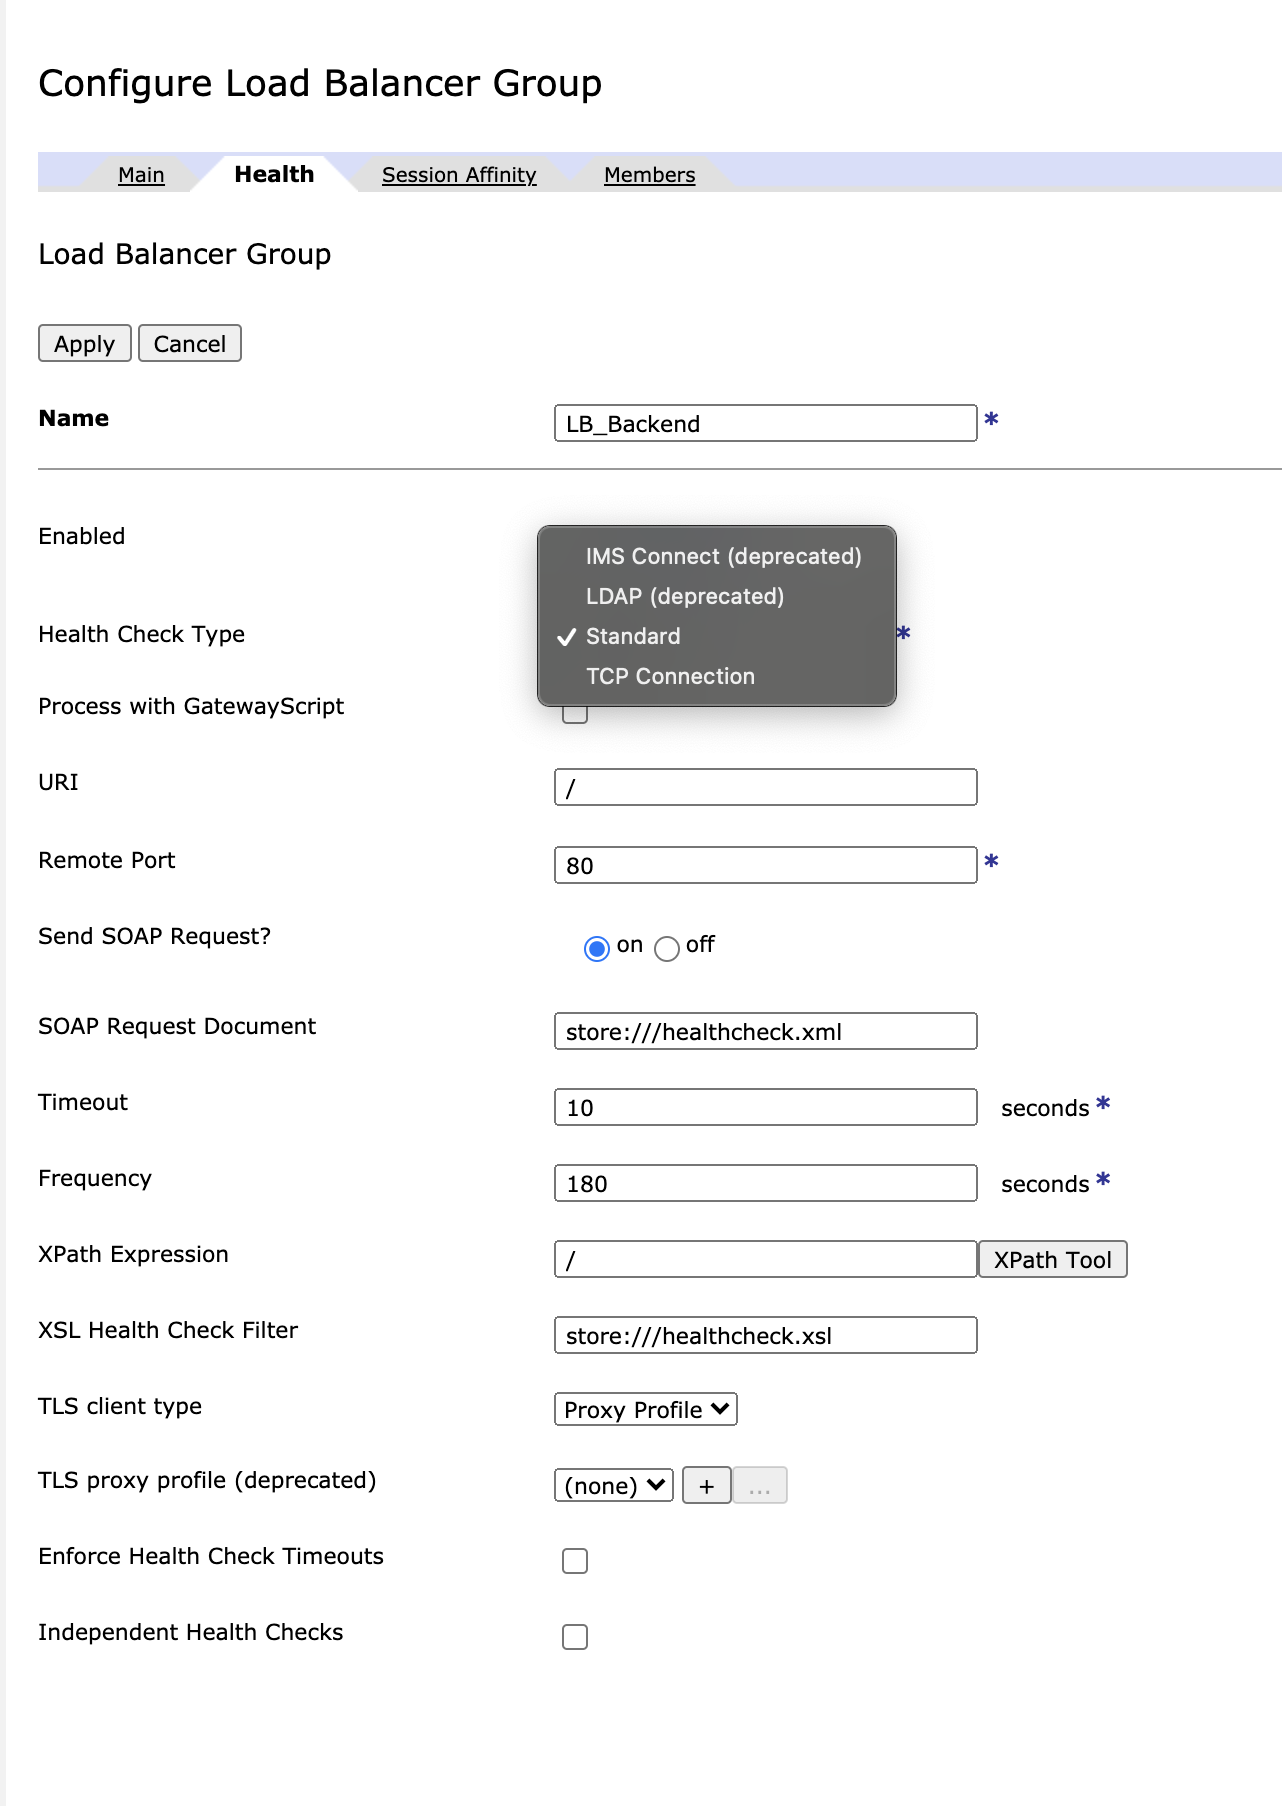 Configure Load Balancer Group
Main Health Session Affinity Members
Load Balancer Group
Apply Cancel
Name LB_Backend *
Enabled
IMS Connect (deprecated)
LDAP (deprecated)
Health Check Type ✓ Standard *
TCP Connection
Process with GatewayScript
URI /
Remote Port 80 *
Send SOAP Request? on off
SOAP Request Document store:///healthcheck.xml
Timeout 10 seconds *
Frequency 180 seconds *
XPath Expression / XPath Tool
XSL Health Check Filter store:///healthcheck.xsl
TLS client type Proxy Profile
TLS proxy profile (deprecated) (none) + ...
Enforce Health Check Timeouts
Independent Health Checks